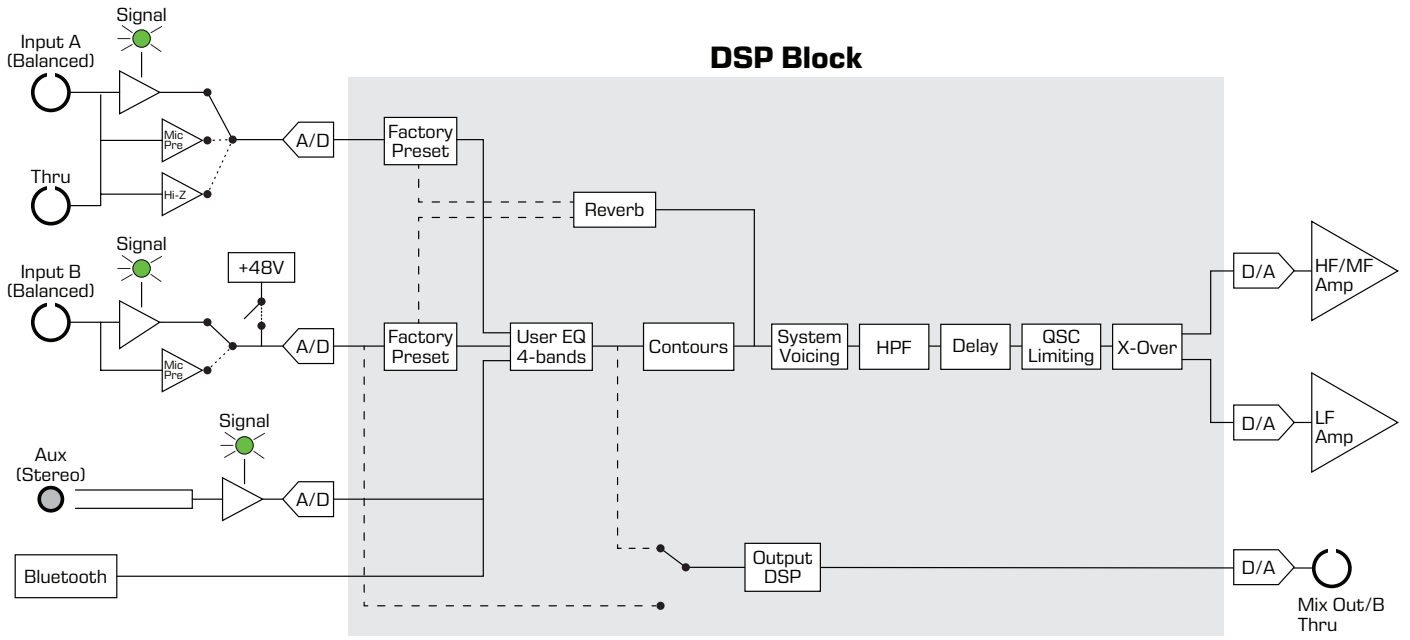 DSP Block
Signal
Input A
(Balanced)
Mic
Pre
Hi-Z
Thru
A/D
Factory
Preset
Reverb
Signal
Input B
(Balanced)
Mic
Pre
+48V
A/D
Factory
Preset
User EQ
4-bands
Contours
System
Voicing
HPF
Delay
QSC
Limiting
X-Over
D/A
HF/MF
Amp
D/A
LF
Amp
Signal
Aux
(Stereo)
A/D
Bluetooth
Output
DSP
D/A
Mix Out/B
Thru